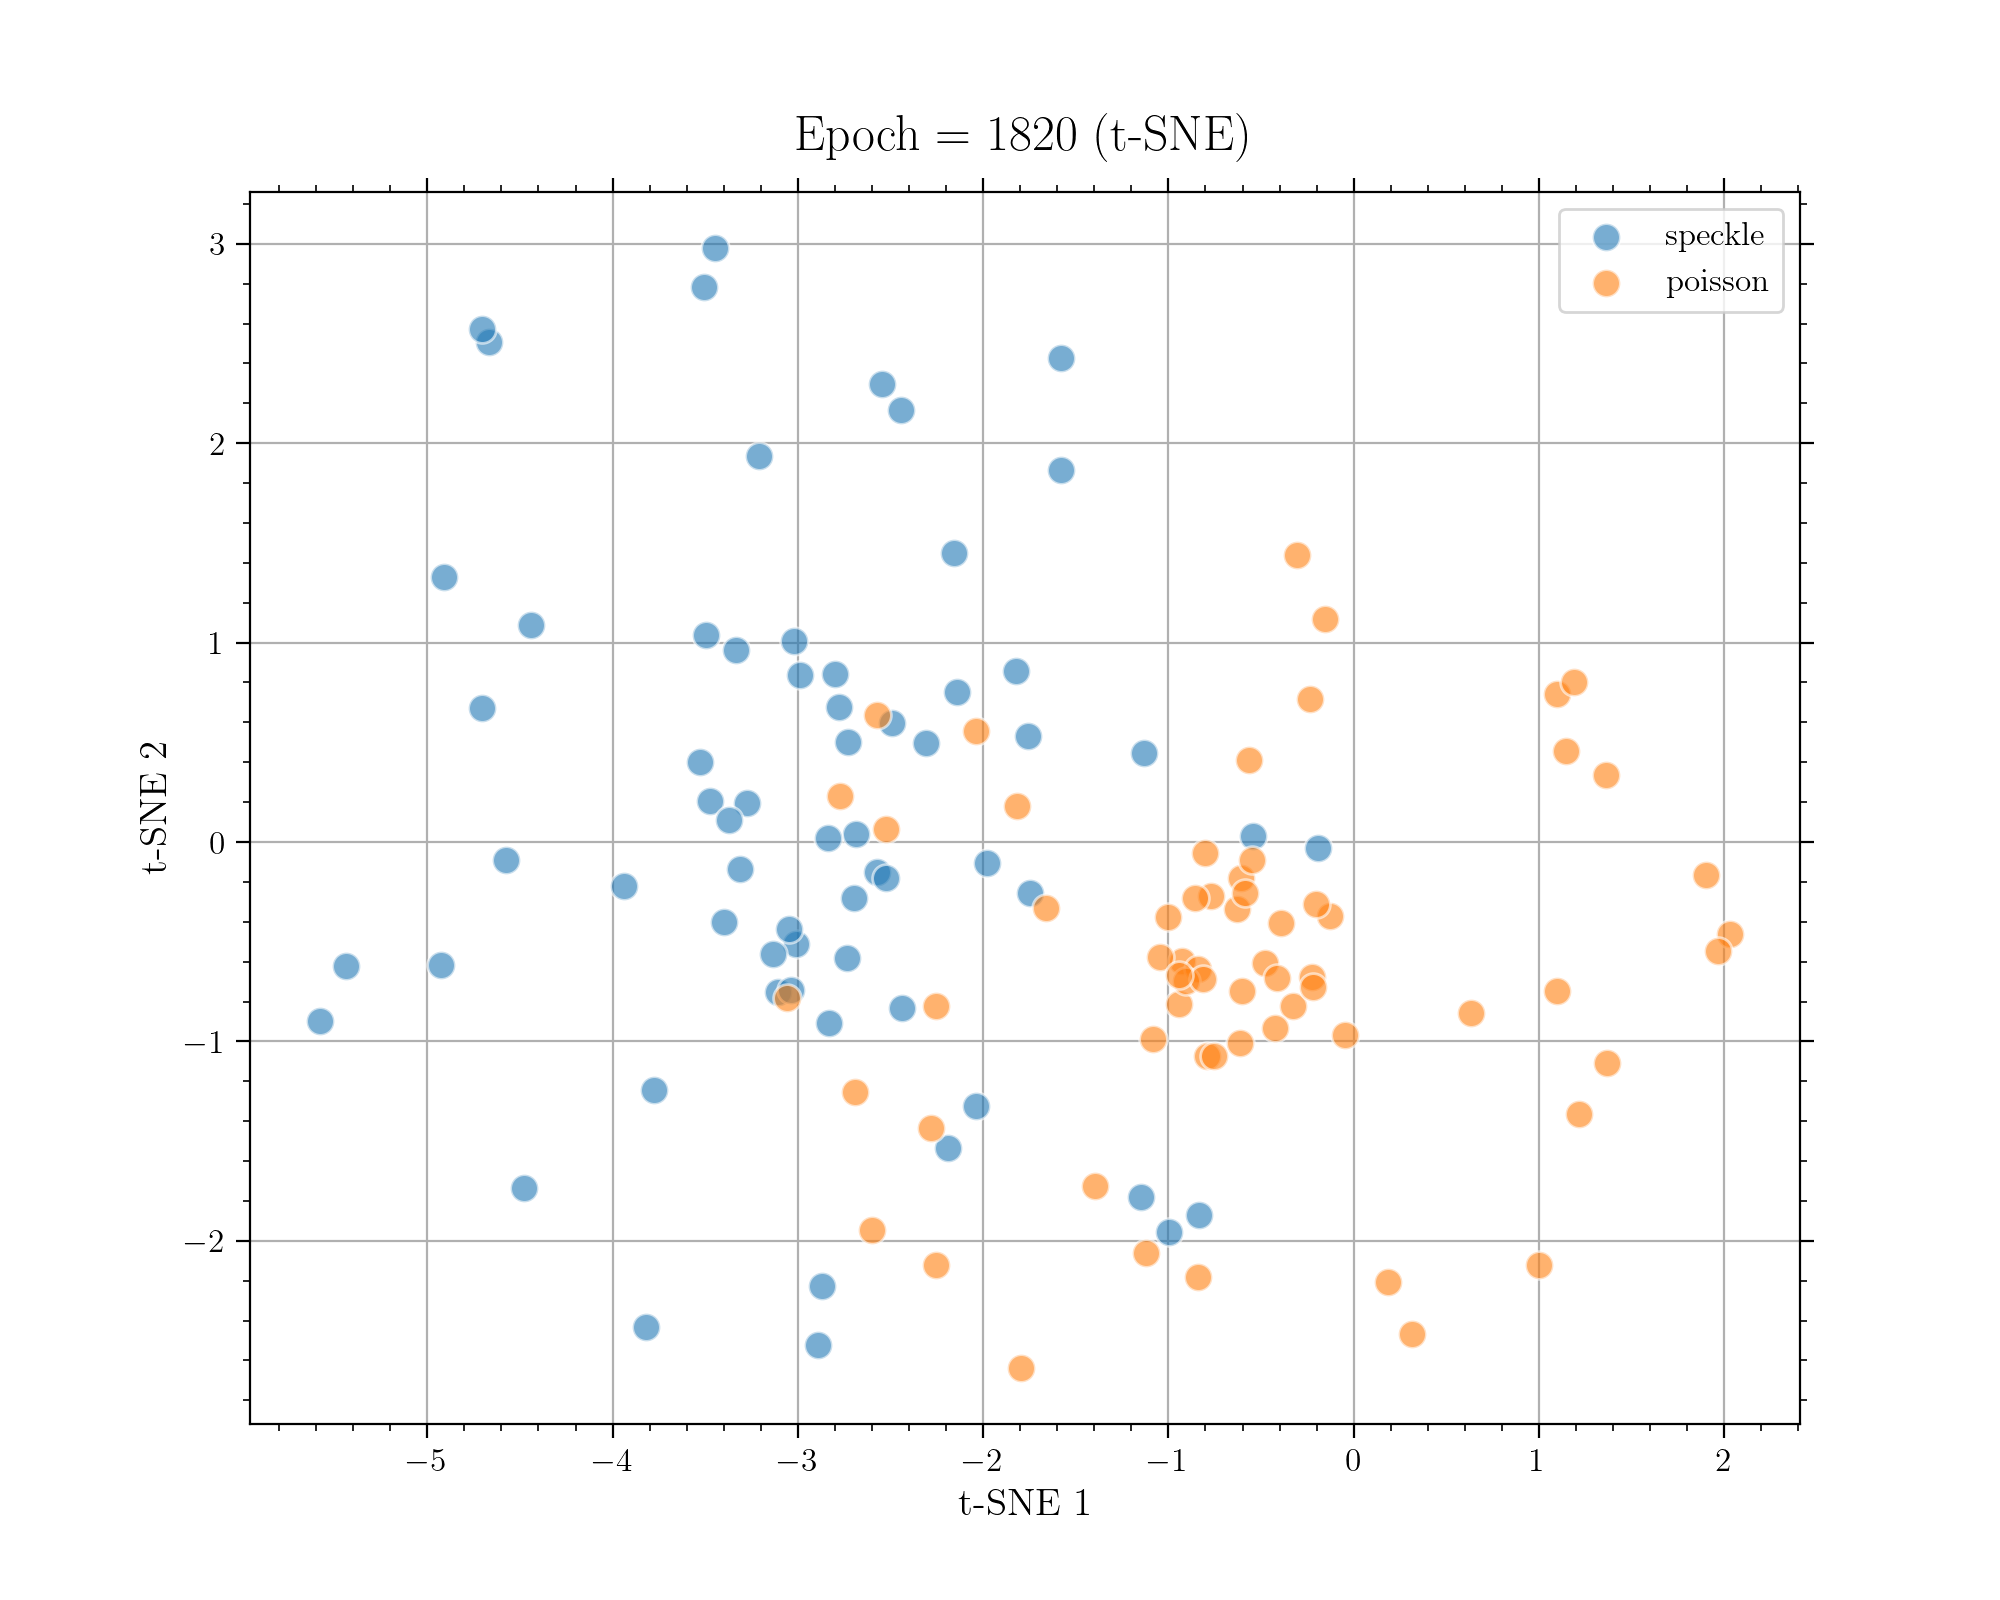 Epoch = 1820 (t-SNE)
speckle
poisson
3
2
1
0
−1
−2
t-SNE 2
−5
−4
−3
−2
−1
0
1
2
t-SNE 1